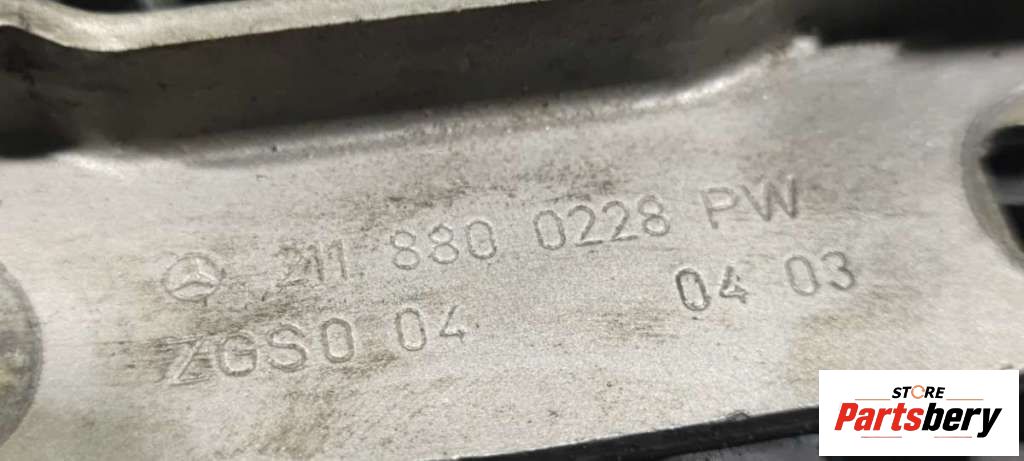 211 880 0228 PW
ZGS0 04 04 03
STORE
Partsbery